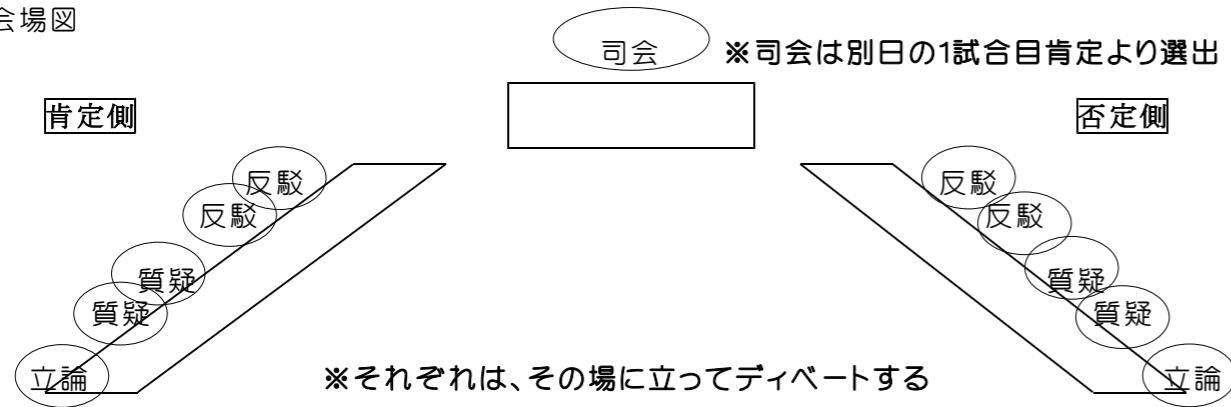 会場図
司会
※司会は別日の1試合目肯定より選出
肯定側
否定側
反駁
反駁
反駁
反駁
質疑
質疑
質疑
質疑
立論
※それぞれは、その場に立ってディベートする
立論